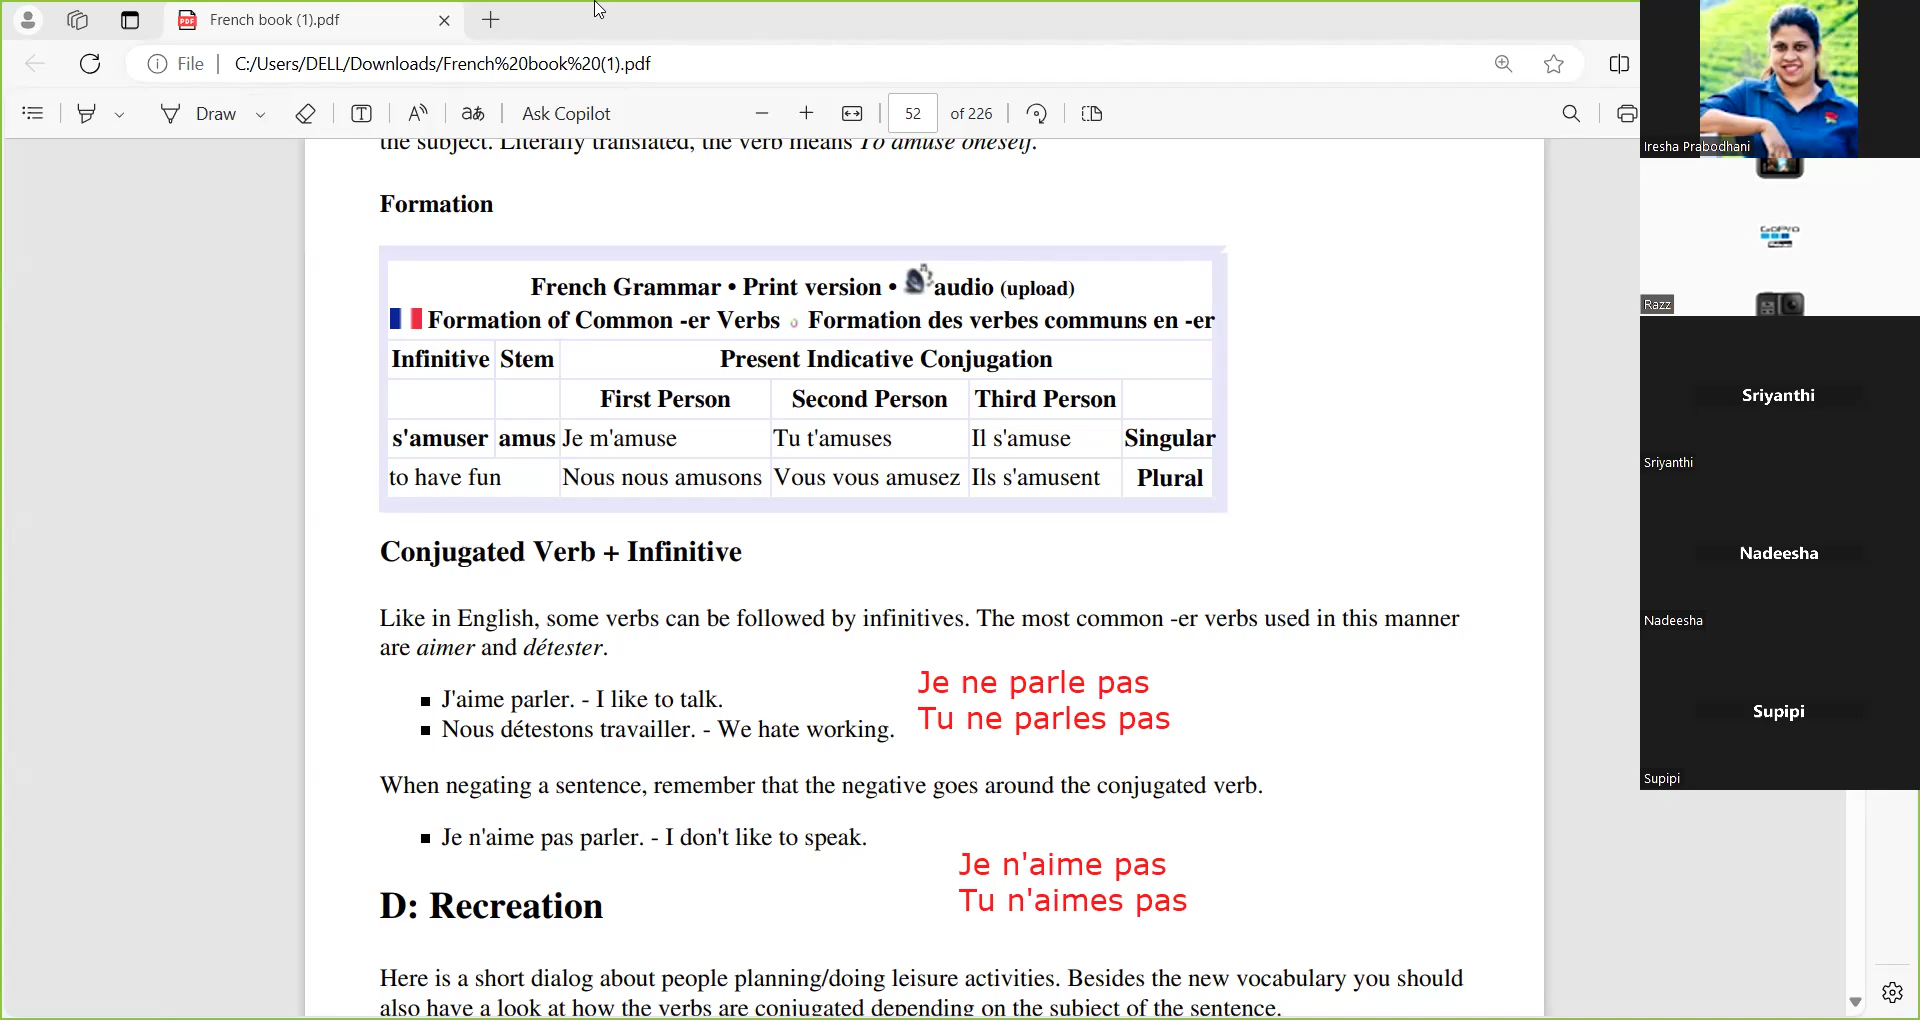 French book (1).pdf
File
C:/Users/DELL/Downloads/French%20book%20(1).pdf
Draw
Ask Copilot
52 of 226
the subject. Literally translated, the verb means To amuse oneself.
Formation
French Grammar • Print version • audio (upload)
Formation of Common -er Verbs Formation des verbes communs en -er
Infinitive Stem Present Indicative Conjugation
First Person Second Person Third Person
s'amuser amus Je m'amuse Tu t'amuses Il s'amuse Singular
to have fun Nous nous amusons Vous vous amusez Ils s'amusent Plural
Conjugated Verb + Infinitive
Like in English, some verbs can be followed by infinitives. The most common -er verbs used in this manner
are aimer and détester.
J'aime parler. - I like to talk.
Nous détestons travailler. - We hate working.
Je ne parle pas
Tu ne parles pas
When negating a sentence, remember that the negative goes around the conjugated verb.
Je n'aime pas parler. - I don't like to speak.
Je n'aime pas
Tu n'aimes pas
D: Recreation
Here is a short dialog about people planning/doing leisure activities. Besides the new vocabulary you should
also have a look at how the verbs are conjugated depending on the subject of the sentence.
Iresha Prabodhani
GoPro
Razz
Sriyanthi
Sriyanthi
Nadeesha
Nadeesha
Supipi
Supipi